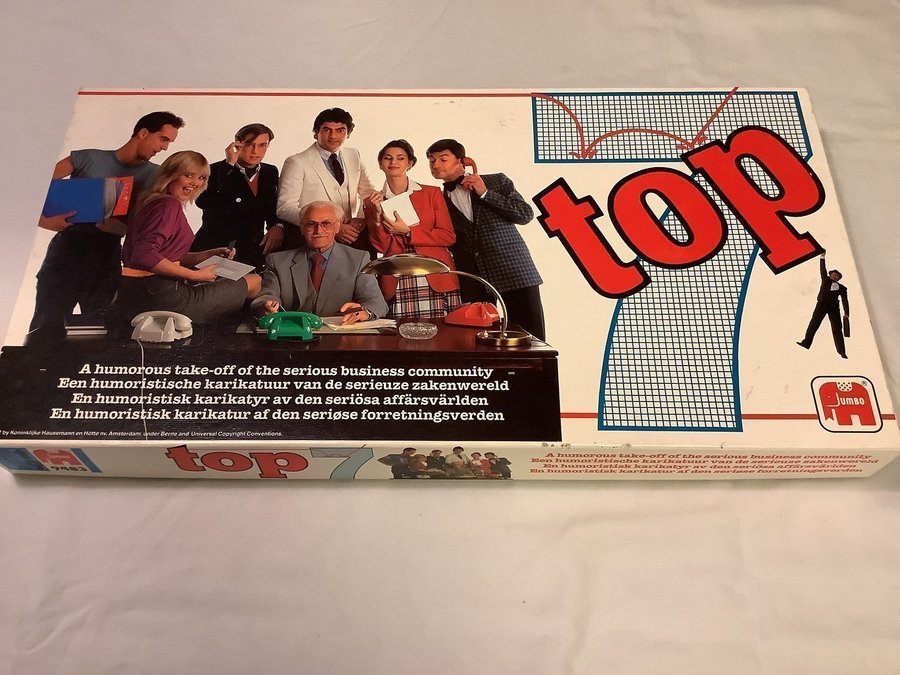 top
7
A humorous take-off of the serious business community
Een humoristische karikatuur van de serieuze zakenwereld
En humoristisk karikatyr av den seriösa affärsvärlden
En humoristisk karikatur af den seriøse forretningsverden
by Koninklijke Hausemann en Hötte nv. Amsterdam, under Berne and Universal Copyright Conventions.
JUMBO
top 7
A humorous take-off of the serious business community
Een humoristische karikatuur van de serieuze zakenwereld
En humoristisk karikatyr av den seriösa affärsvärlden
En humoristisk karikatur af den seriøse forretningsverden